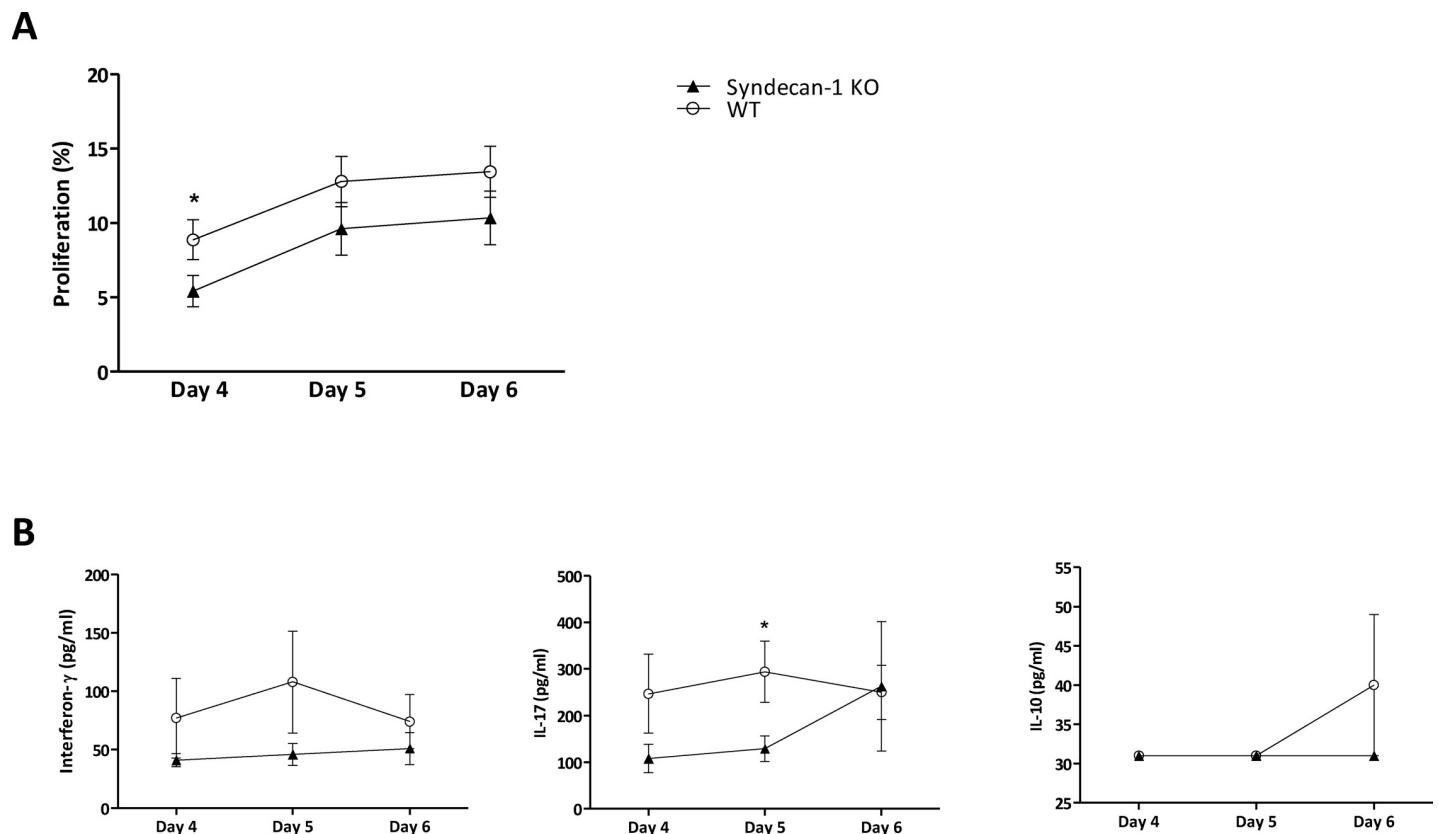 A
20
15
10
5
0
Proliferation (%)
*
Day 4 Day 5 Day 6
Syndecan-1 KO
WT
B
200
150
100
50
0
Interferon-γ (pg/ml)
Day 4 Day 5 Day 6
500
400
300
200
100
0
IL-17 (pg/ml)
*
Day 4 Day 5 Day 6
55
50
45
40
35
30
25
IL-10 (pg/ml)
Day 4 Day 5 Day 6